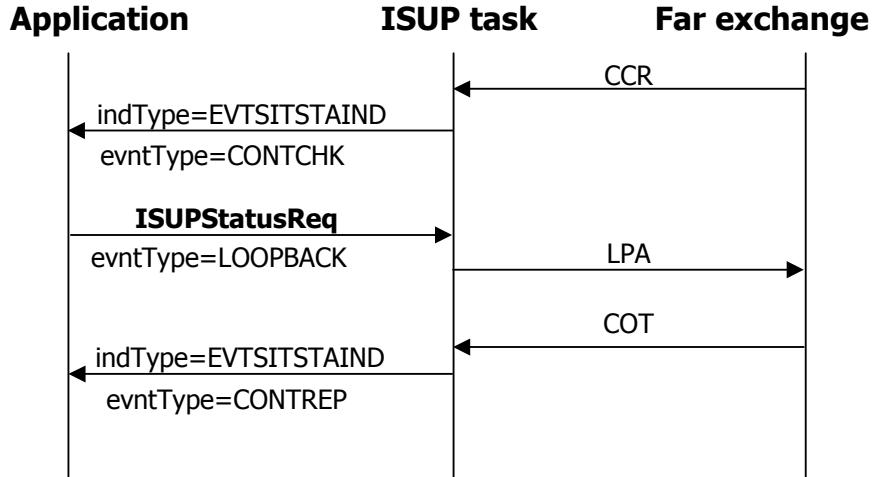 Application ISUP task Far exchange
CCR
indType=EVTSITSTAIND
evntType=CONTCHK
ISUPStatusReq
evntType=LOOPBACK
LPA
COT
indType=EVTSITSTAIND
evntType=CONTREP